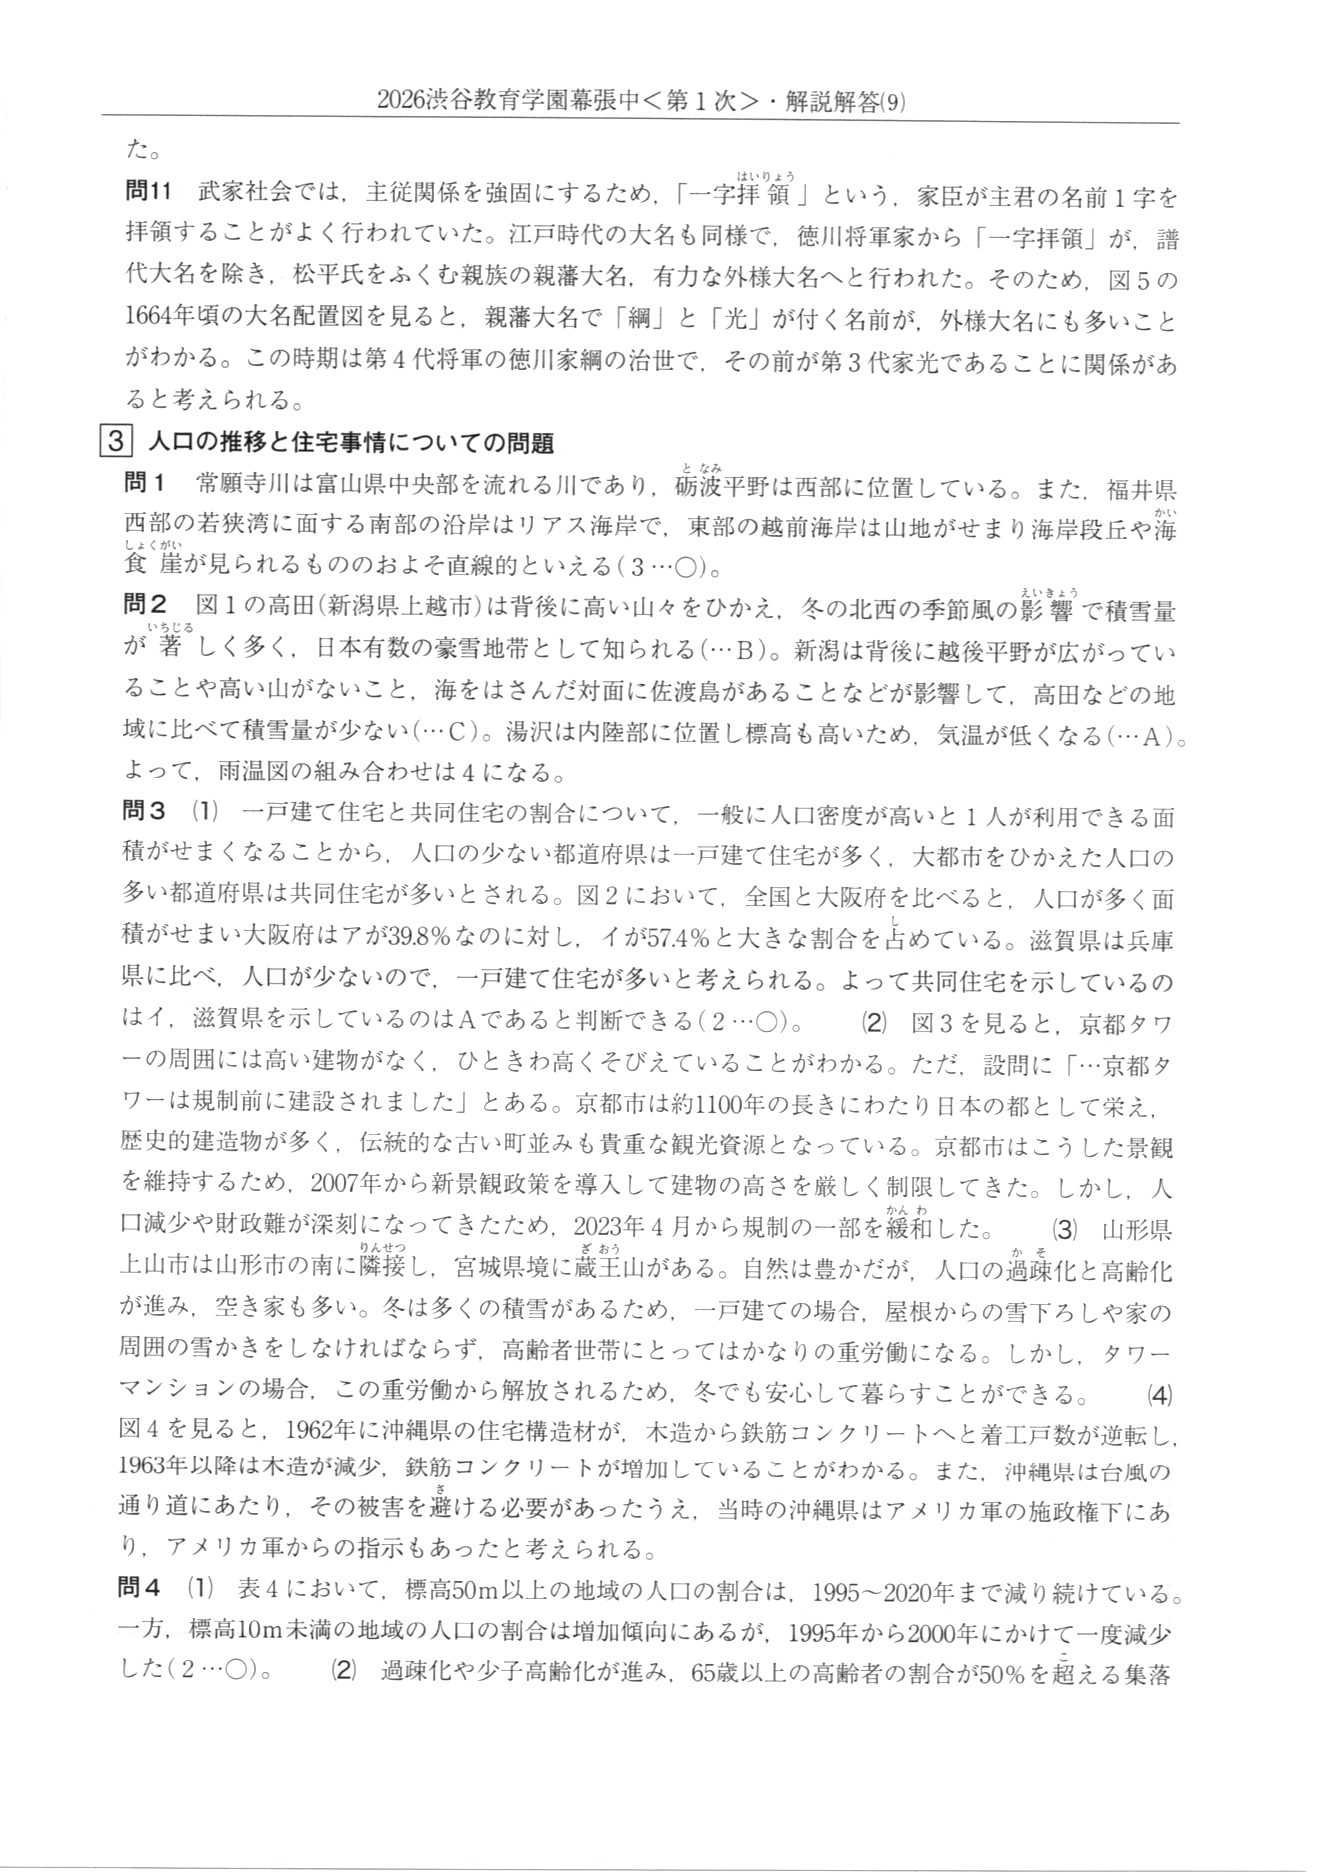 2026渋谷教育学園幕張中＜第1次＞・解説解答(9)
た。
問11　武家社会では，主従関係を強固にするため，「一字拝領」という，家臣が主君の名前1字を
拝領することがよく行われていた。江戸時代の大名も同様で，徳川将軍家から「一字拝領」が，譜
代大名を除き，松平氏をふくむ親族の親藩大名，有力な外様大名へと行われた。そのため，図5の
1664年頃の大名配置図を見ると，親藩大名で「綱」と「光」が付く名前が，外様大名にも多いこと
がわかる。この時期は第4代将軍の徳川家綱の治世で，その前が第3代家光であることに関係があ
ると考えられる。
3　人口の推移と住宅事情についての問題
問1　常願寺川は富山県中央部を流れる川であり，砺波平野は西部に位置している。また，福井県
西部の若狭湾に面する南部の沿岸はリアス海岸で，東部の越前海岸は山地がせまり海岸段丘や海
食崖が見られるもののおよそ直線的といえる(3…○)。
問2　図1の高田(新潟県上越市)は背後に高い山々をひかえ，冬の北西の季節風の影響で積雪量
が著しく多く，日本有数の豪雪地帯として知られる(…B)。新潟は背後に越後平野が広がってい
ることや高い山がないこと，海をはさんだ対面に佐渡島があることなどが影響して，高田などの地
域に比べて積雪量が少ない(…C)。湯沢は内陸部に位置し標高も高いため，気温が低くなる(…A)。
よって，雨温図の組み合わせは4になる。
問3　(1)　一戸建て住宅と共同住宅の割合について，一般に人口密度が高いと1人が利用できる面
積がせまくなることから，人口の少ない都道府県は一戸建て住宅が多く，大都市をひかえた人口の
多い都道府県は共同住宅が多いとされる。図2において，全国と大阪府を比べると，人口が多く面
積がせまい大阪府はアが39.8％なのに対し，イが57.4％と大きな割合を占めている。滋賀県は兵庫
県に比べ，人口が少ないので，一戸建て住宅が多いと考えられる。よって共同住宅を示しているの
はイ，滋賀県を示しているのはAであると判断できる(2…○)。　(2)　図3を見ると，京都タワ
ーの周囲には高い建物がなく，ひときわ高くそびえていることがわかる。ただ，設問に「…京都タ
ワーは規制前に建設されました」とある。京都市は約1100年の長きにわたり日本の都として栄え，
歴史的建造物が多く，伝統的な古い町並みも貴重な観光資源となっている。京都市はこうした景観
を維持するため，2007年から新景観政策を導入して建物の高さを厳しく制限してきた。しかし，人
口減少や財政難が深刻になってきたため，2023年4月から規制の一部を緩和した。　(3)　山形県
上山市は山形市の南に隣接し，宮城県境に蔵王山がある。自然は豊かだが，人口の過疎化と高齢化
が進み，空き家も多い。冬は多くの積雪があるため，一戸建ての場合，屋根からの雪下ろしや家の
周囲の雪かきをしなければならず，高齢者世帯にとってはかなりの重労働になる。しかし，タワー
マンションの場合，この重労働から解放されるため，冬でも安心して暮らすことができる。　(4)
図4を見ると，1962年に沖縄県の住宅構造材が，木造から鉄筋コンクリートへと着工戸数が逆転し，
1963年以降は木造が減少，鉄筋コンクリートが増加していることがわかる。また，沖縄県は台風の
通り道にあたり，その被害を避ける必要があったうえ，当時の沖縄県はアメリカ軍の施政権下にあ
り，アメリカ軍からの指示もあったと考えられる。
問4　(1)　表4において，標高50m以上の地域の人口の割合は，1995～2020年まで減り続けている。
一方，標高10m未満の地域の人口の割合は増加傾向にあるが，1995年から2000年にかけて一度減少
した(2…○)。　(2)　過疎化や少子高齢化が進み，65歳以上の高齢者の割合が50％を超える集落